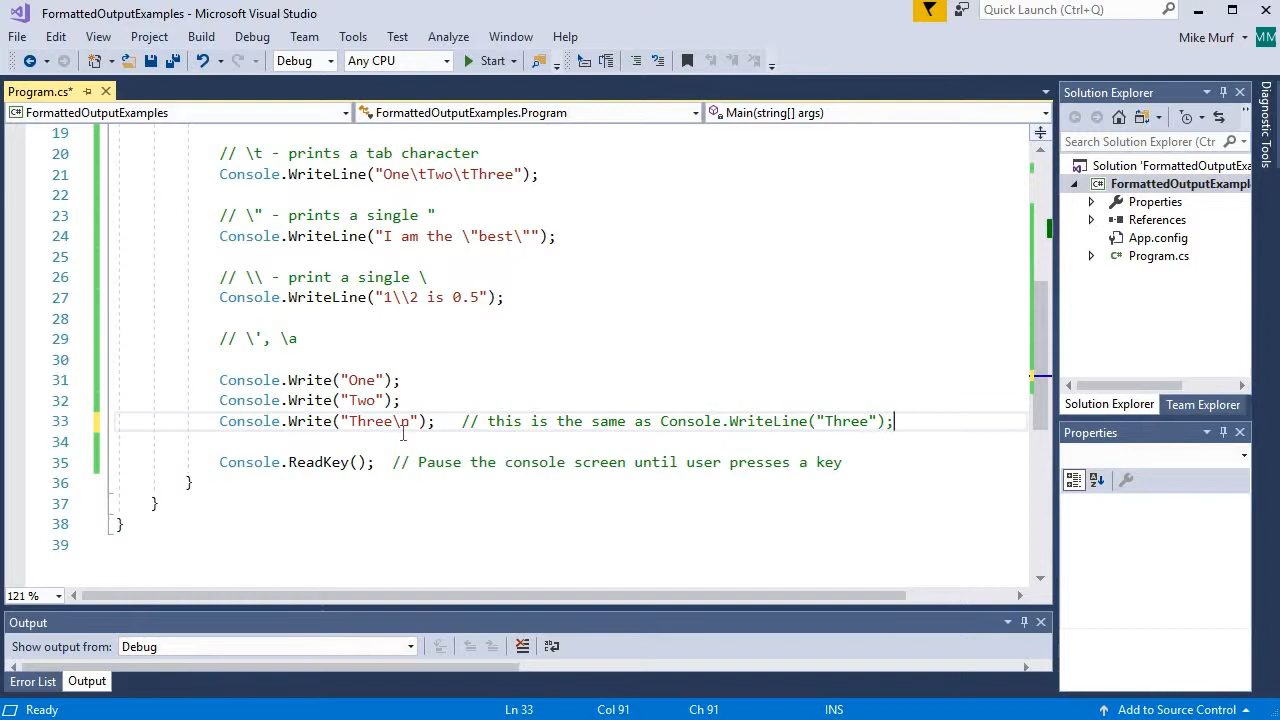 FormattedOutputExamples - Microsoft Visual Studio
Quick Launch (Ctrl+Q)
File Edit View Project Build Debug Team Tools Test Analyze Window Help
Mike Murf
MM
Debug Any CPU Start
Program.cs*
FormattedOutputExamples FormattedOutputExamples.Program Main(string[] args)
19
20 // \t - prints a tab character
21 Console.WriteLine("One\tTwo\tThree");
22
23 // \" - prints a single "
24 Console.WriteLine("I am the \"best\"");
25
26 // \\ - print a single \
27 Console.WriteLine("1\\2 is 0.5");
28
29 // \', \a
30
31 Console.Write("One");
32 Console.Write("Two");
33 Console.Write("Three\n"); // this is the same as Console.WriteLine("Three");
34
35 Console.ReadKey(); // Pause the console screen until user presses a key
36 }
37 }
38 }
39
121 %
Solution Explorer
Search Solution Explorer (Ctrl
Solution 'FormattedOutputExa
FormattedOutputExampl
Properties
References
App.config
Program.cs
Solution Explorer Team Explorer
Properties
Diagnostic Tools
Output
Show output from: Debug
Error List Output
Ready Ln 33 Col 91 Ch 91 INS Add to Source Control